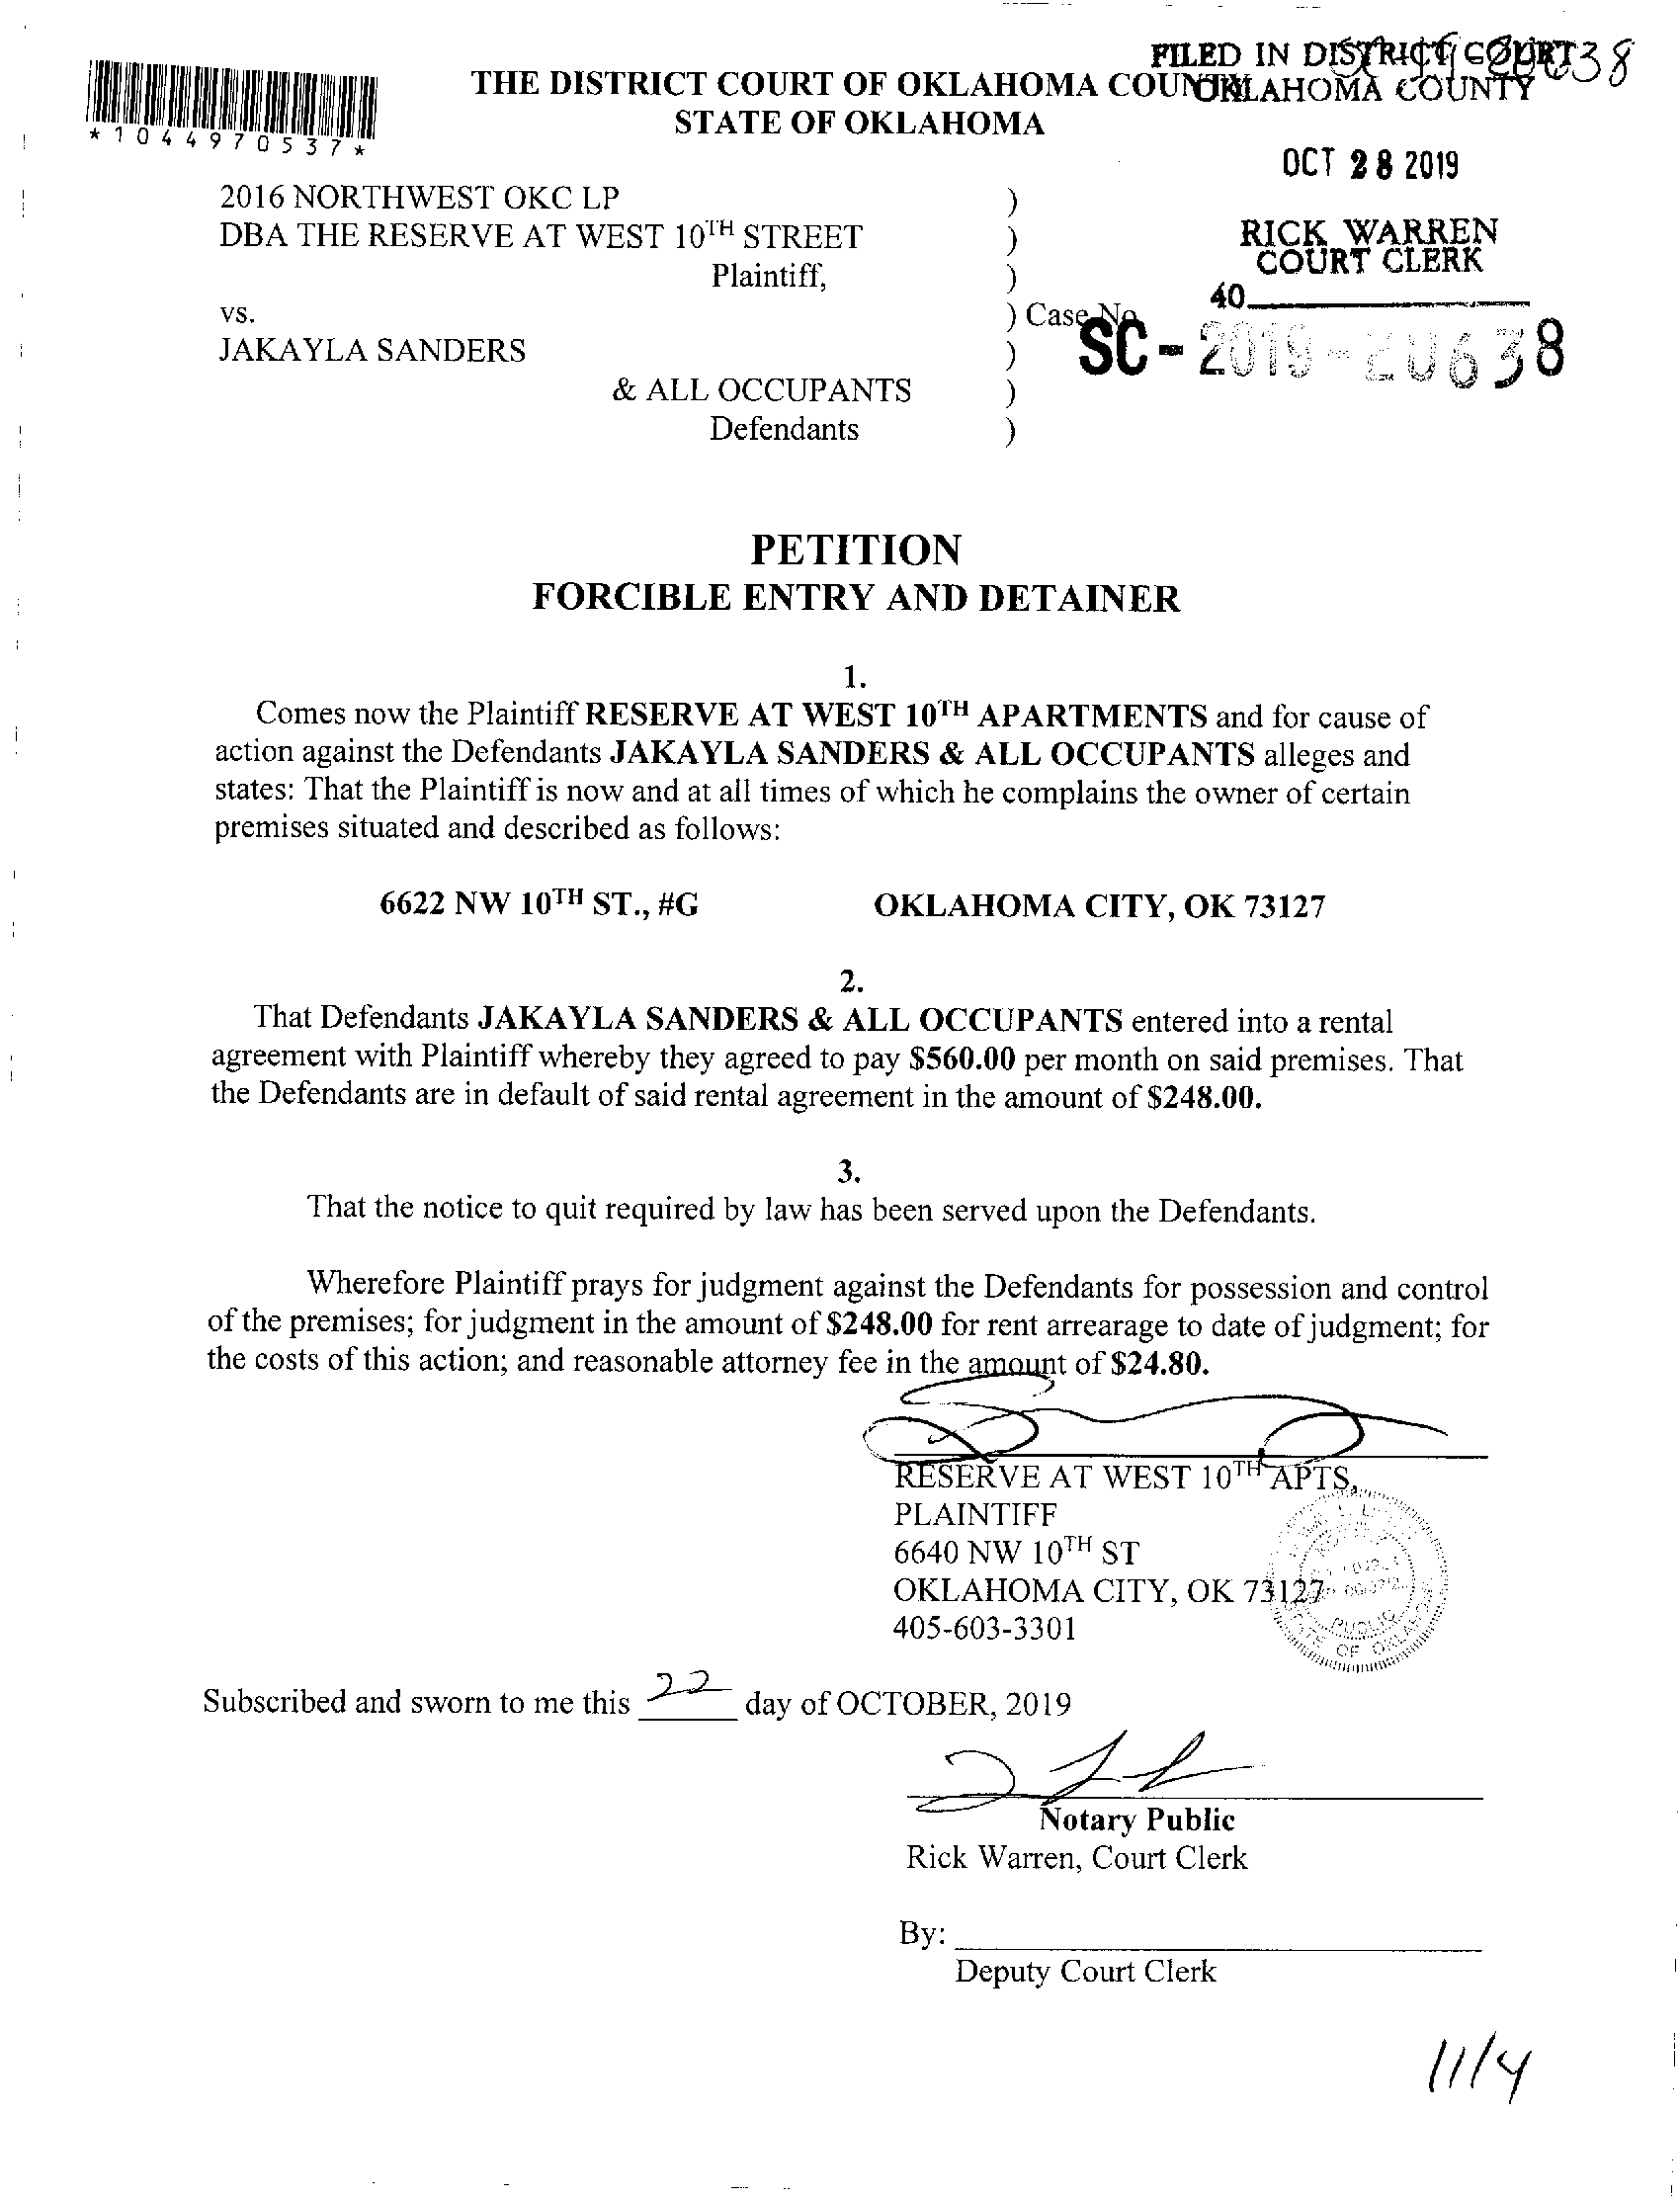 FILED IN DISTRICT COURT
OKLAHOMA COUNTY
THE DISTRICT COURT OF OKLAHOMA COUNTY
STATE OF OKLAHOMA
*1044970537*
OCT 28 2019
RICK WARREN
COURT CLERK
40
2016 NORTHWEST OKC LP )
DBA THE RESERVE AT WEST 10TH STREET )
Plaintiff, )
vs. ) Case No
SC-2019-20638
JAKAYLA SANDERS )
& ALL OCCUPANTS )
Defendants )
PETITION
FORCIBLE ENTRY AND DETAINER
1.
Comes now the Plaintiff RESERVE AT WEST 10TH APARTMENTS and for cause of
action against the Defendants JAKAYLA SANDERS & ALL OCCUPANTS alleges and
states: That the Plaintiff is now and at all times of which he complains the owner of certain
premises situated and described as follows:
6622 NW 10TH ST., #G OKLAHOMA CITY, OK 73127
2.
That Defendants JAKAYLA SANDERS & ALL OCCUPANTS entered into a rental
agreement with Plaintiff whereby they agreed to pay $560.00 per month on said premises. That
the Defendants are in default of said rental agreement in the amount of $248.00.
3.
That the notice to quit required by law has been served upon the Defendants.
Wherefore Plaintiff prays for judgment against the Defendants for possession and control
of the premises; for judgment in the amount of $248.00 for rent arrearage to date of judgment; for
the costs of this action; and reasonable attorney fee in the amount of $24.80.
RESERVE AT WEST 10TH APTS,
PLAINTIFF
6640 NW 10TH ST
OKLAHOMA CITY, OK 73127
405-603-3301
PUBLIC
OF OKLAHOMA
Subscribed and sworn to me this 22 day of OCTOBER, 2019
Notary Public
Rick Warren, Court Clerk
By:
Deputy Court Clerk
11/4